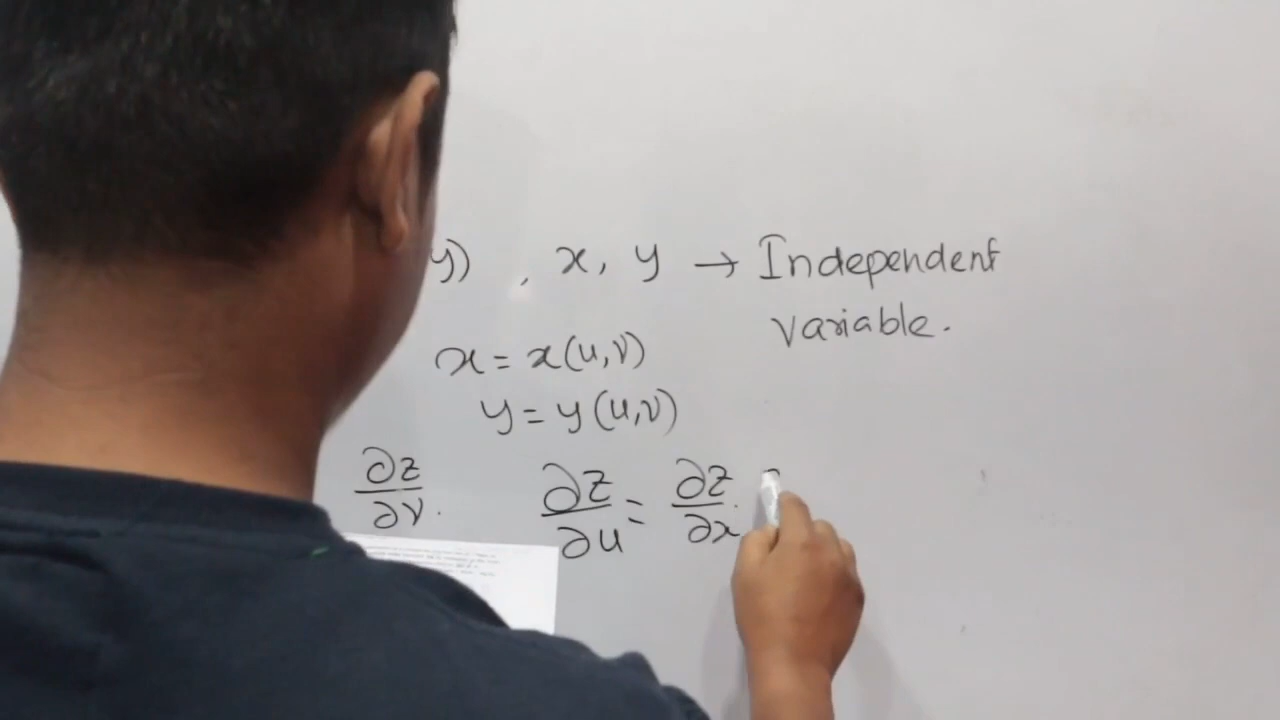 y) , x, y → Independent
variable.
x = x(u,v)
y = y(u,v)
∂z/∂v. ∂z/∂u = ∂z/∂x ·